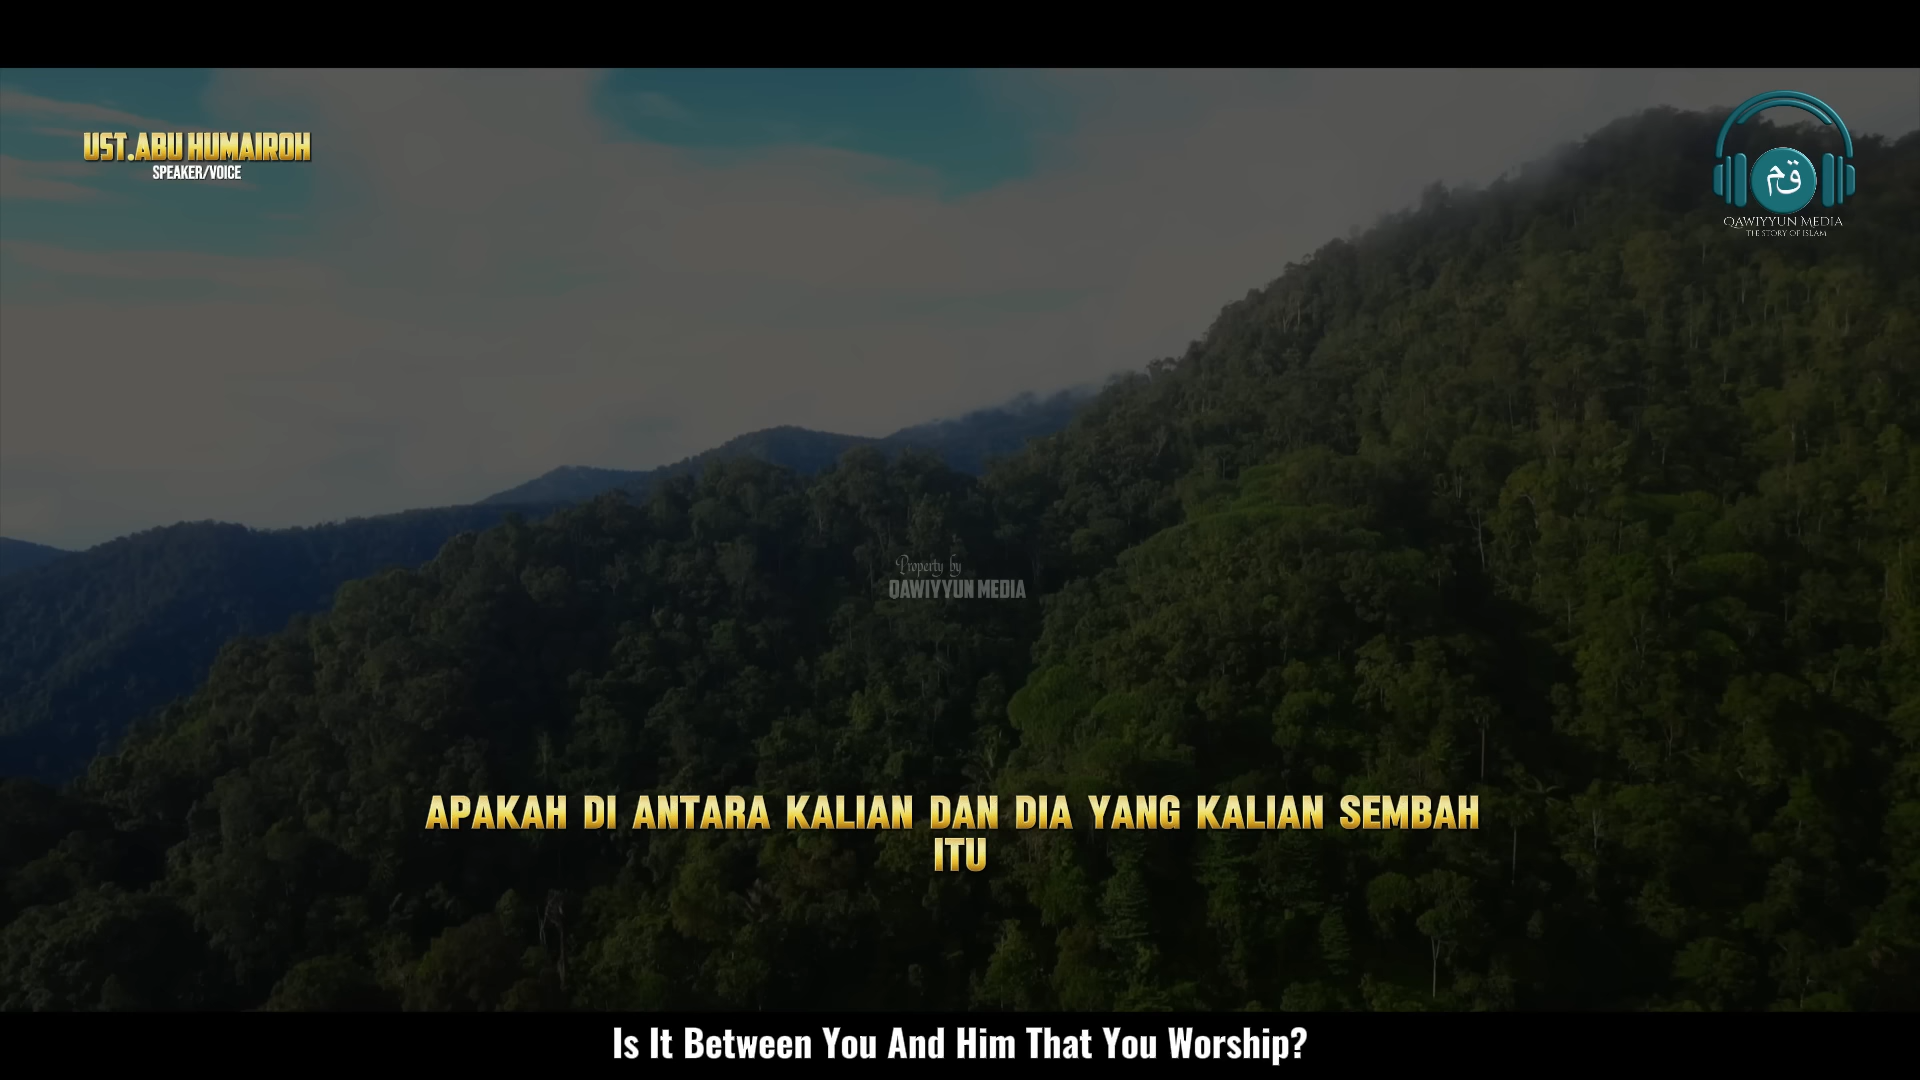 UST.ABU HUMAIROH
SPEAKER/VOICE
قم
QAWIYYUN MEDIA
THE STORY OF ISLAM
Property by
QAWIYYUN MEDIA
APAKAH DI ANTARA KALIAN DAN DIA YANG KALIAN SEMBAH
ITU
Is It Between You And Him That You Worship?